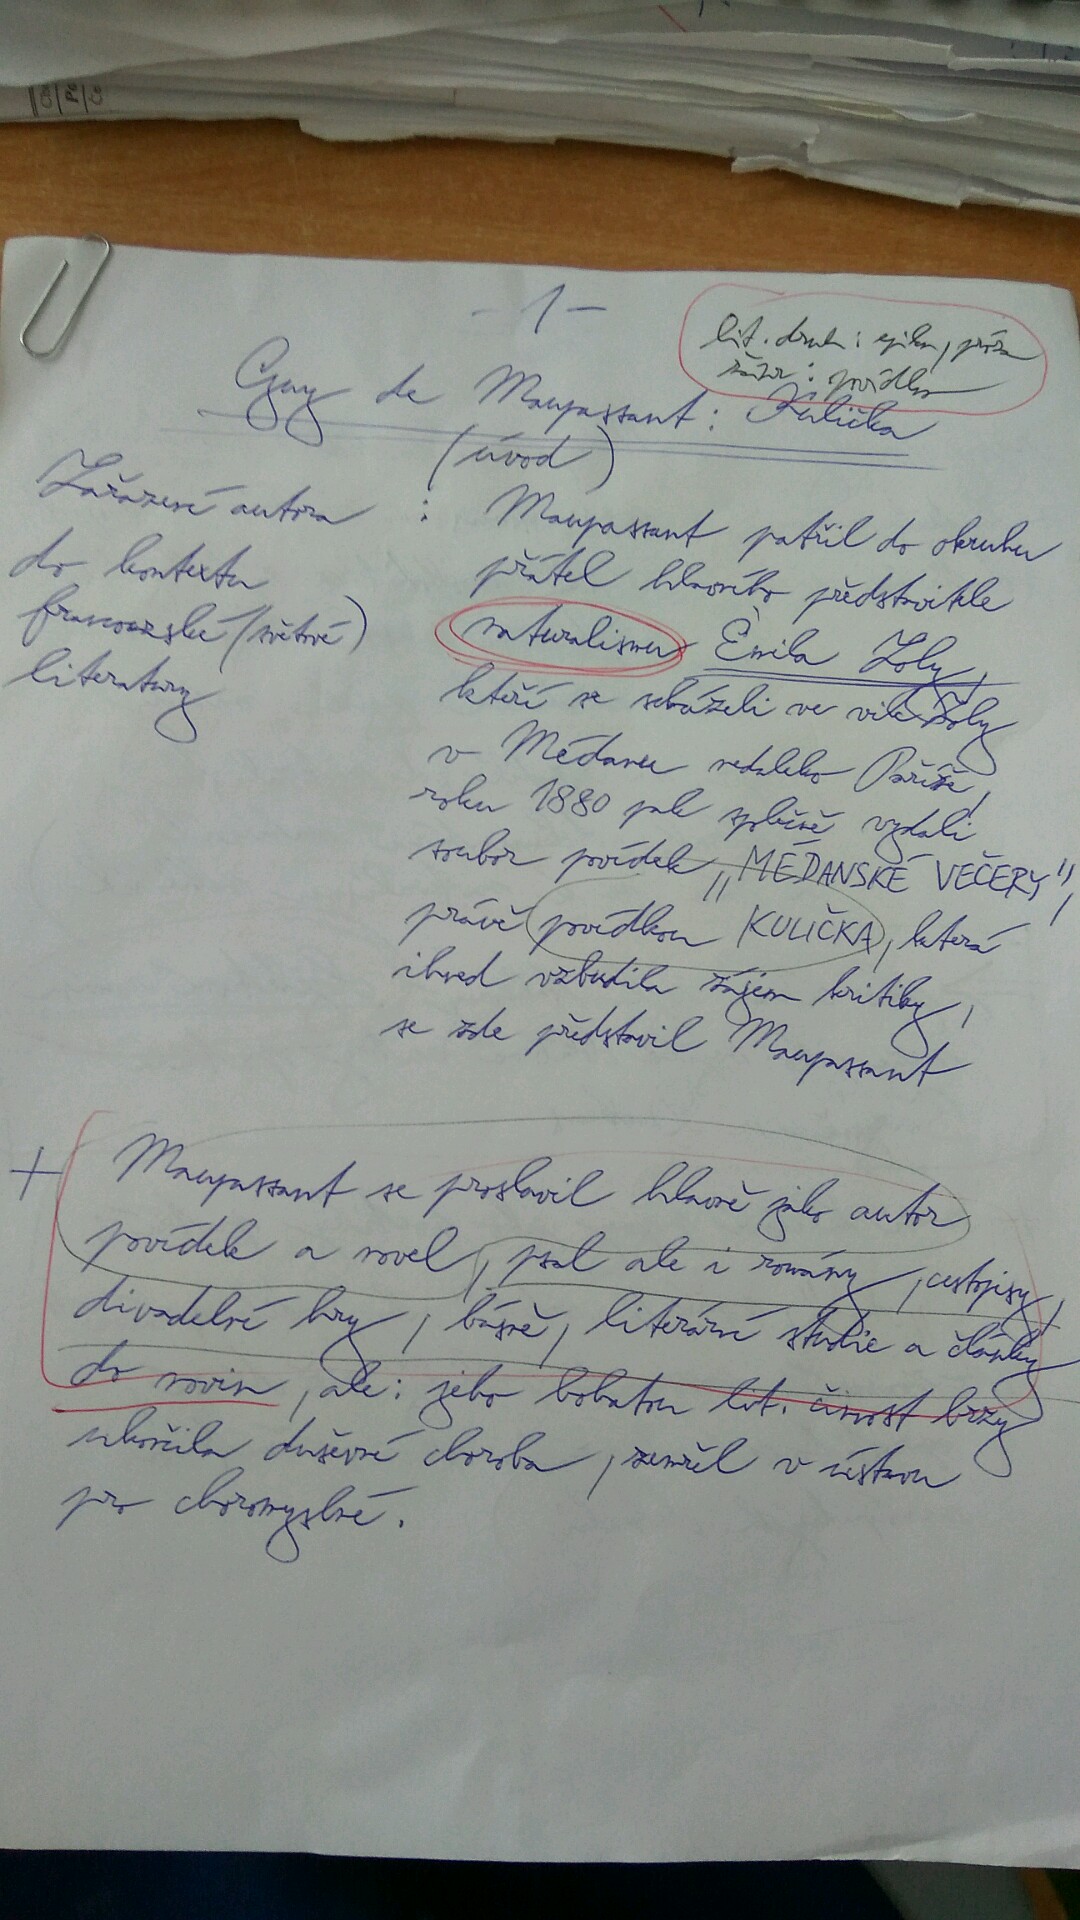 - 1 -
lit. druh: epika, próza
žánr: povídka
Guy de Maupassant: Kulička
(úvod)
Zařazení autora
do kontextu
francouzské (světové)
literatury
: Maupassant patřil do okruhu
přátel hlavního představitele
naturalismu Émila Zoly,
kteří se scházeli ve vile Zoly
v Médanu nedaleko Paříže,
roku 1880 pak společně vydali
soubor povídek „MÉDANSKÉ VEČERY",
právě povídkou KULIČKA, která
ihned vzbudila zájem kritiky,
se zde představil Maupassant
+ Maupassant se proslavil hlavně jako autor
povídek a novel, psal ale i romány, cestopisy,
divadelní hry, básně, literární studie a články
do novin, ale: jeho bohatou lit. činnost brzy
ukončila duševní choroba, zemřel v ústavu
pro choromyslné.